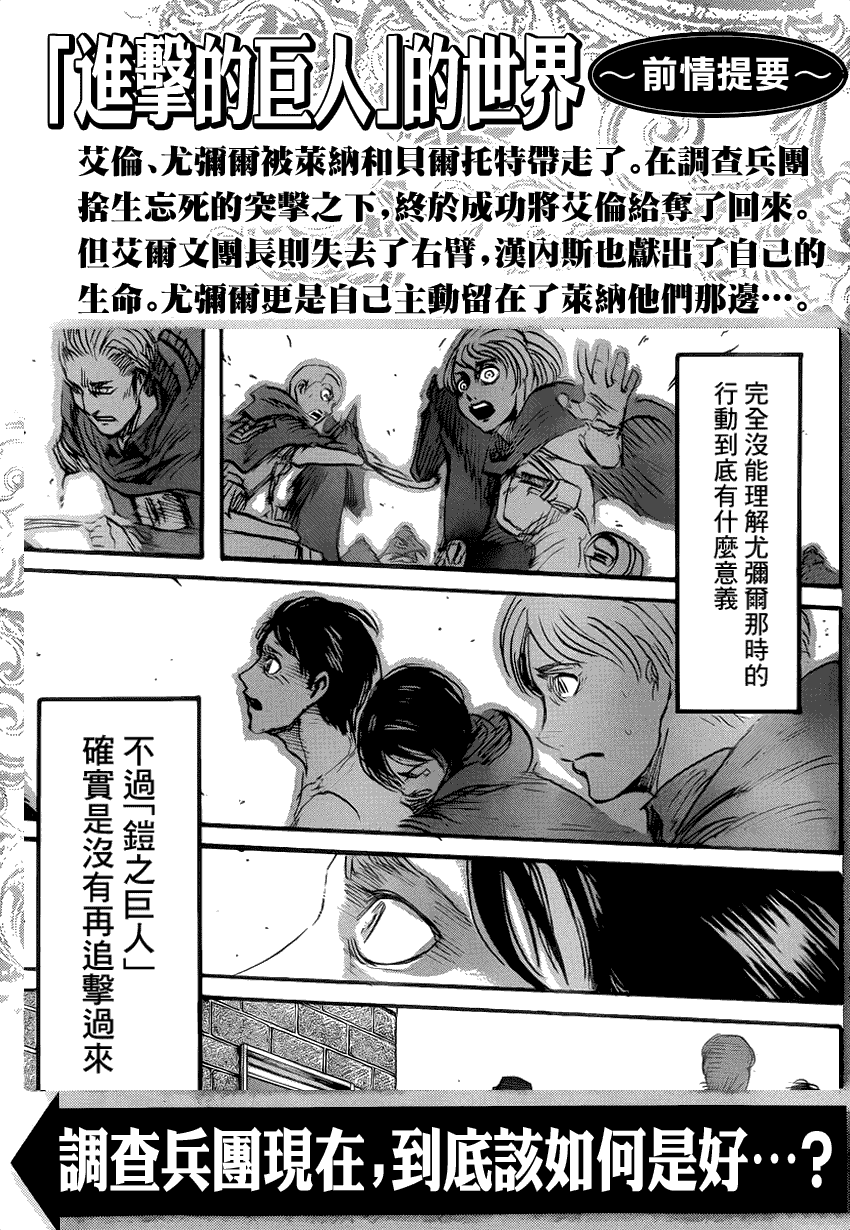 「進擊的巨人」的世界
～前情提要～
艾倫、尤彌爾被萊納和貝爾托特帶走了。在調查兵團
捨生忘死的突擊之下，終於成功將艾倫給奪了回來。
但艾爾文團長則失去了右臂，漢內斯也獻出了自己的
生命。尤彌爾更是自己主動留在了萊納他們那邊…。
完全沒能理解尤彌爾那時的
行動到底有什麼意義
不過「鎧之巨人」
確實是沒有再追擊過來
調查兵團現在，到底該如何是好…？